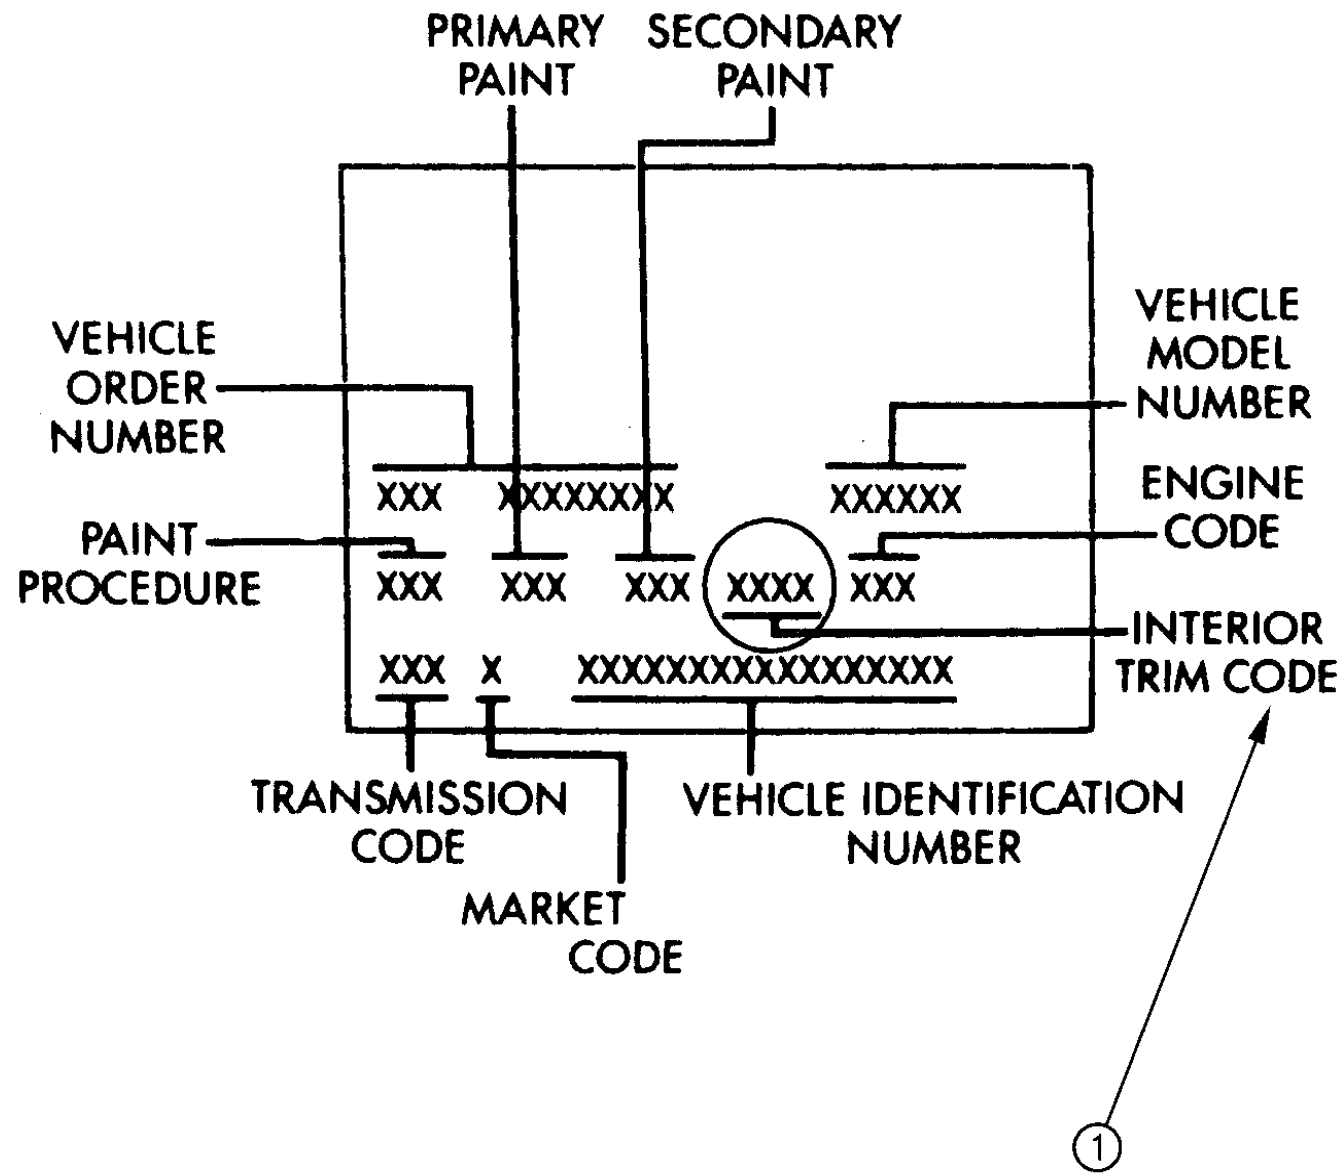 PRIMARY PAINT
SECONDARY PAINT
VEHICLE
ORDER
NUMBER
VEHICLE
MODEL
NUMBER
XXX XXXXXXXX XXXXXX
PAINT
PROCEDURE
ENGINE
CODE
XXX XXX XXX XXXX XXX
INTERIOR
TRIM CODE
XXX X XXXXXXXXXXXXXXXXX
TRANSMISSION
CODE
VEHICLE IDENTIFICATION
NUMBER
MARKET
CODE
1